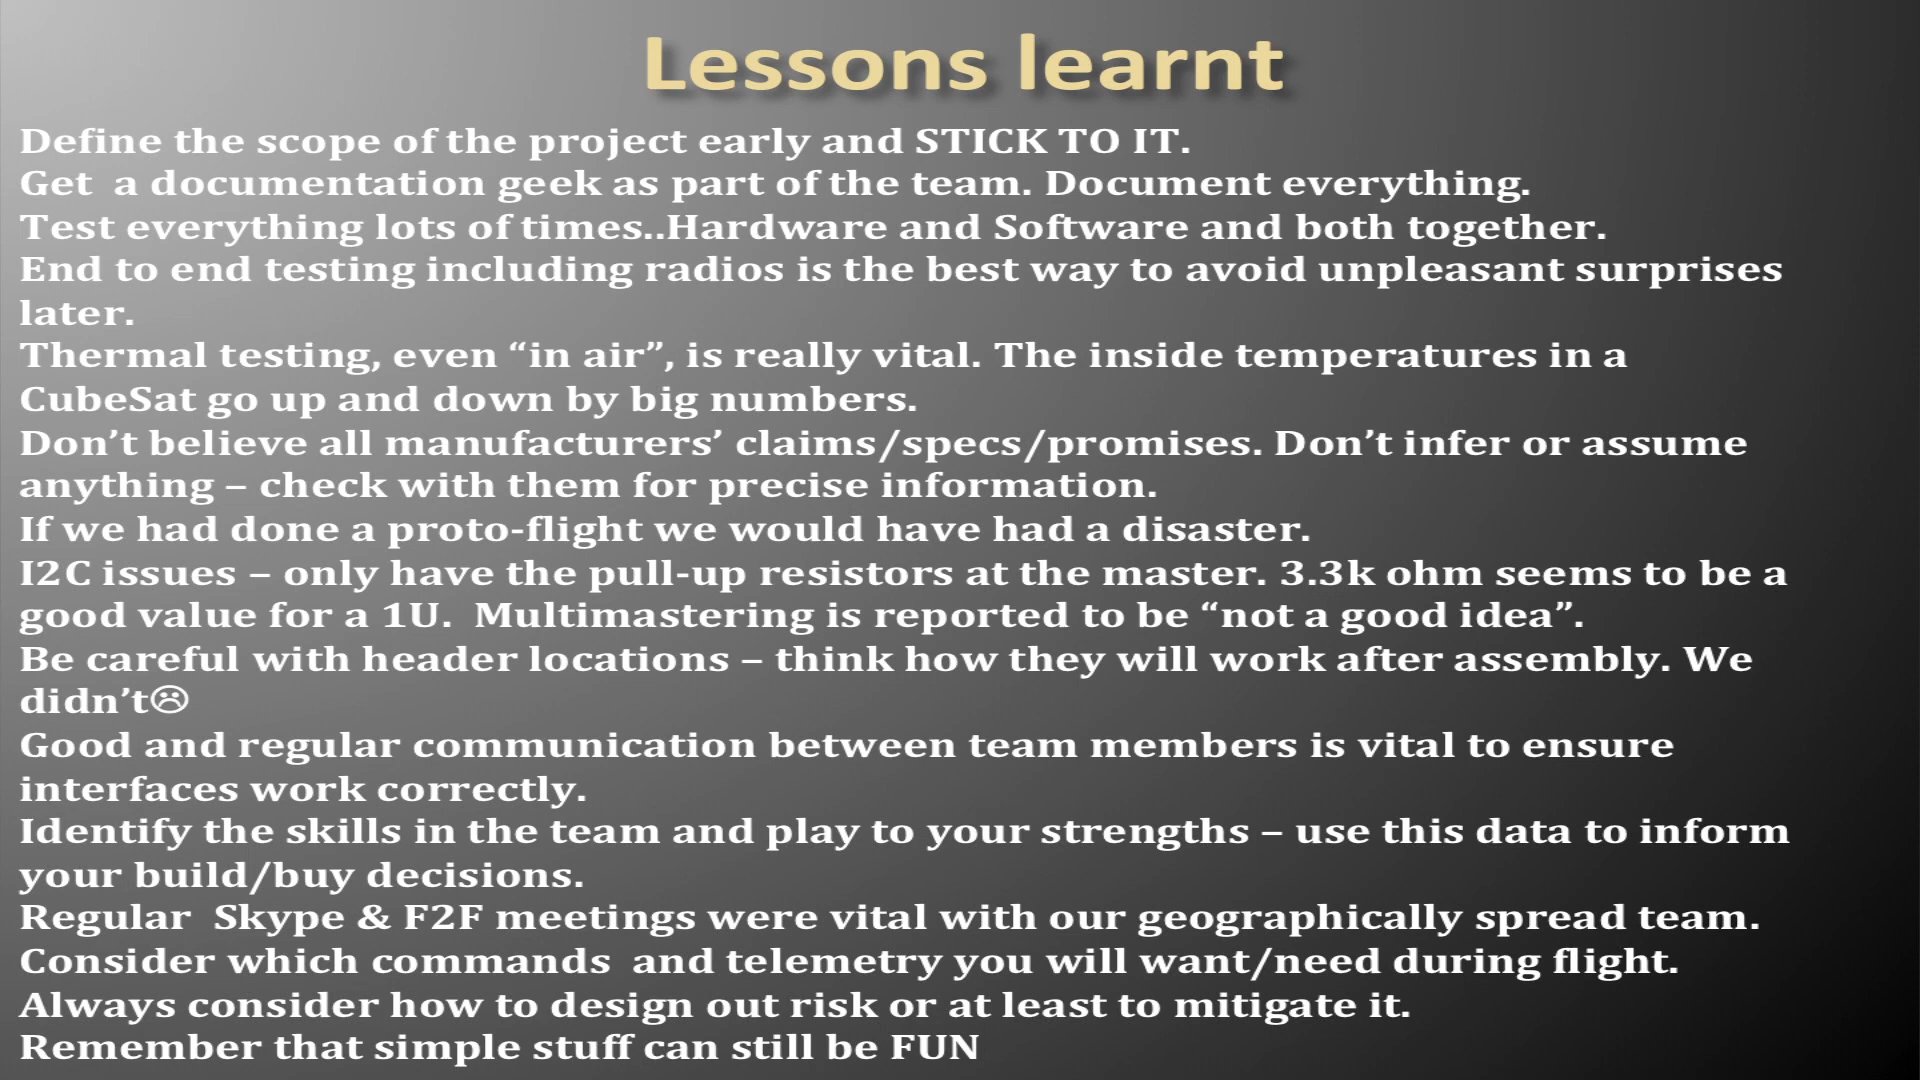 Lessons learnt
Define the scope of the project early and STICK TO IT.
Get  a documentation geek as part of the team. Document everything.
Test everything lots of times..Hardware and Software and both together.
End to end testing including radios is the best way to avoid unpleasant surprises
later.
Thermal testing, even “in air”, is really vital. The inside temperatures in a
CubeSat go up and down by big numbers.
Don’t believe all manufacturers’ claims/specs/promises. Don’t infer or assume
anything – check with them for precise information.
If we had done a proto-flight we would have had a disaster.
I2C issues – only have the pull-up resistors at the master. 3.3k ohm seems to be a
good value for a 1U.  Multimastering is reported to be “not a good idea”.
Be careful with header locations – think how they will work after assembly. We
didn’t☹
Good and regular communication between team members is vital to ensure
interfaces work correctly.
Identify the skills in the team and play to your strengths – use this data to inform
your build/buy decisions.
Regular  Skype & F2F meetings were vital with our geographically spread team.
Consider which commands  and telemetry you will want/need during flight.
Always consider how to design out risk or at least to mitigate it.
Remember that simple stuff can still be FUN